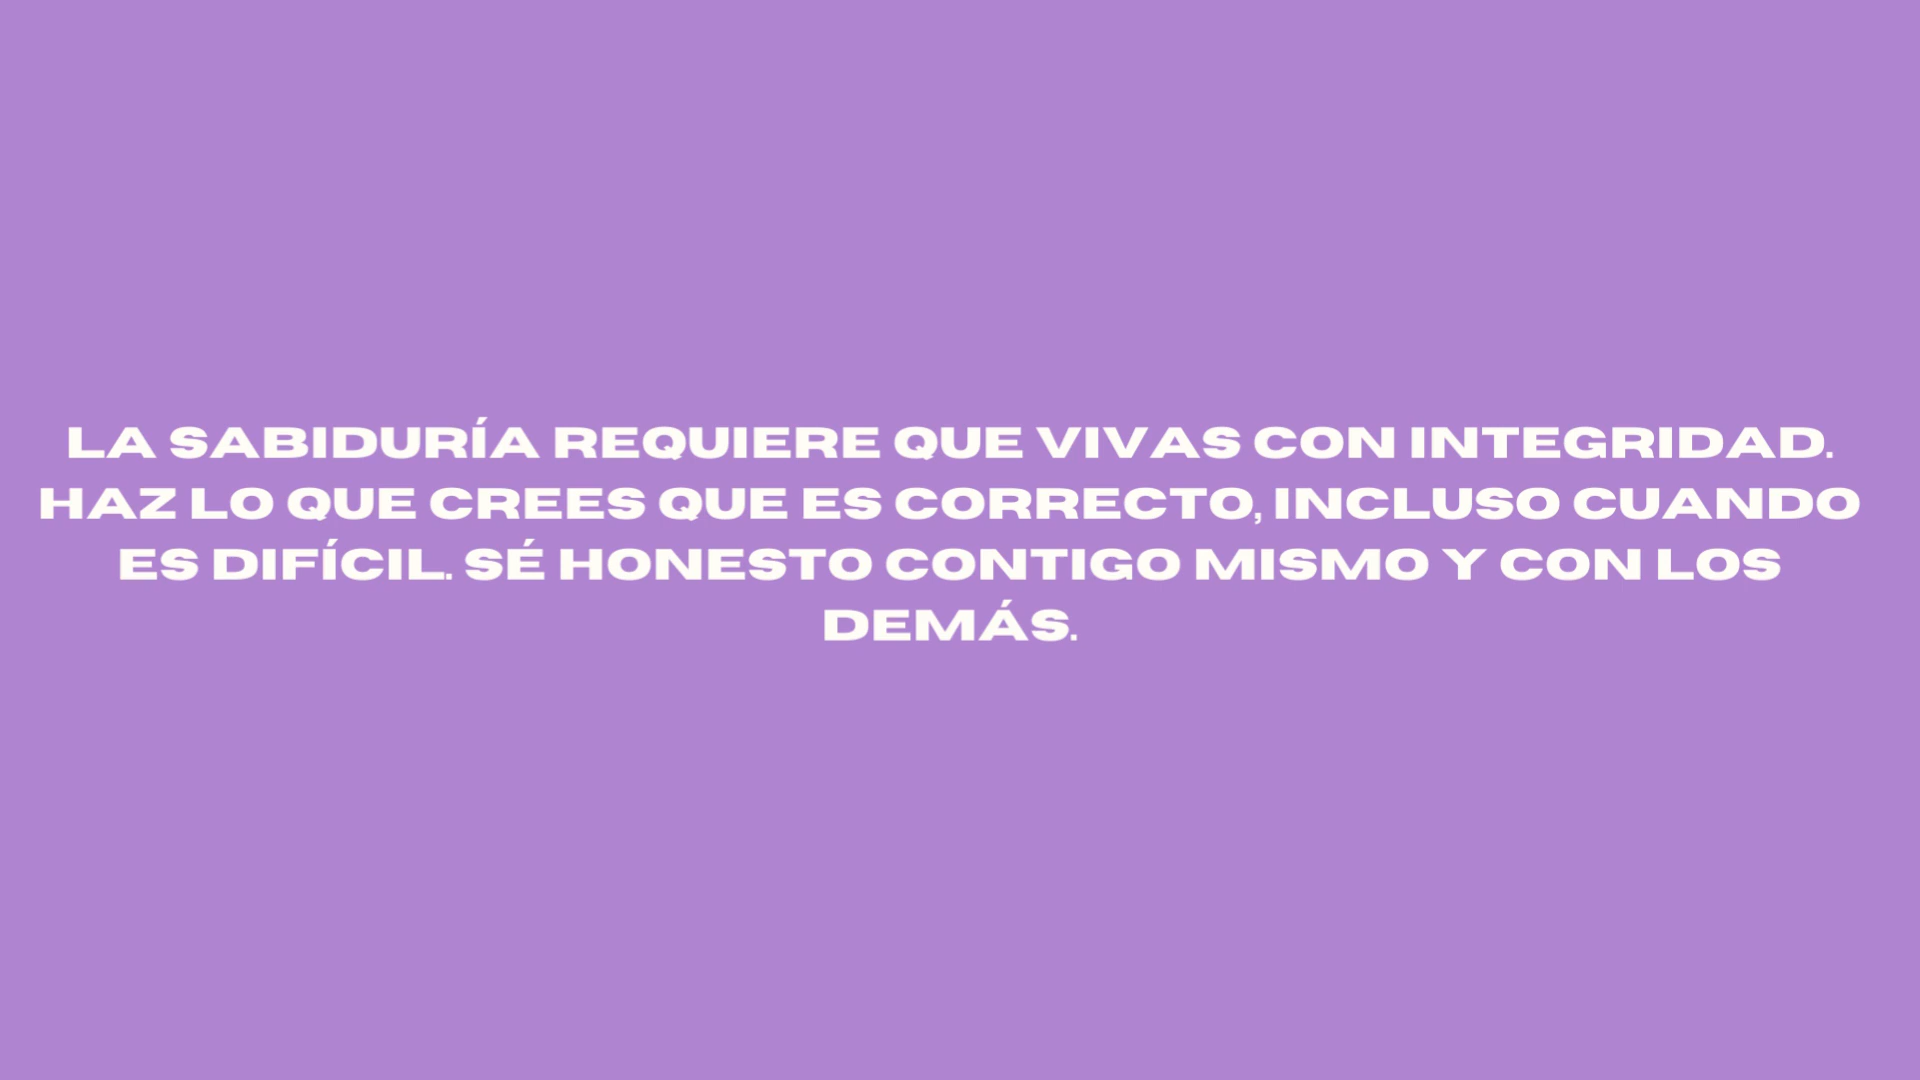 LA SABIDURÍA REQUIERE QUE VIVAS CON INTEGRIDAD.
HAZ LO QUE CREES QUE ES CORRECTO, INCLUSO CUANDO
ES DIFÍCIL. SÉ HONESTO CONTIGO MISMO Y CON LOS
DEMÁS.